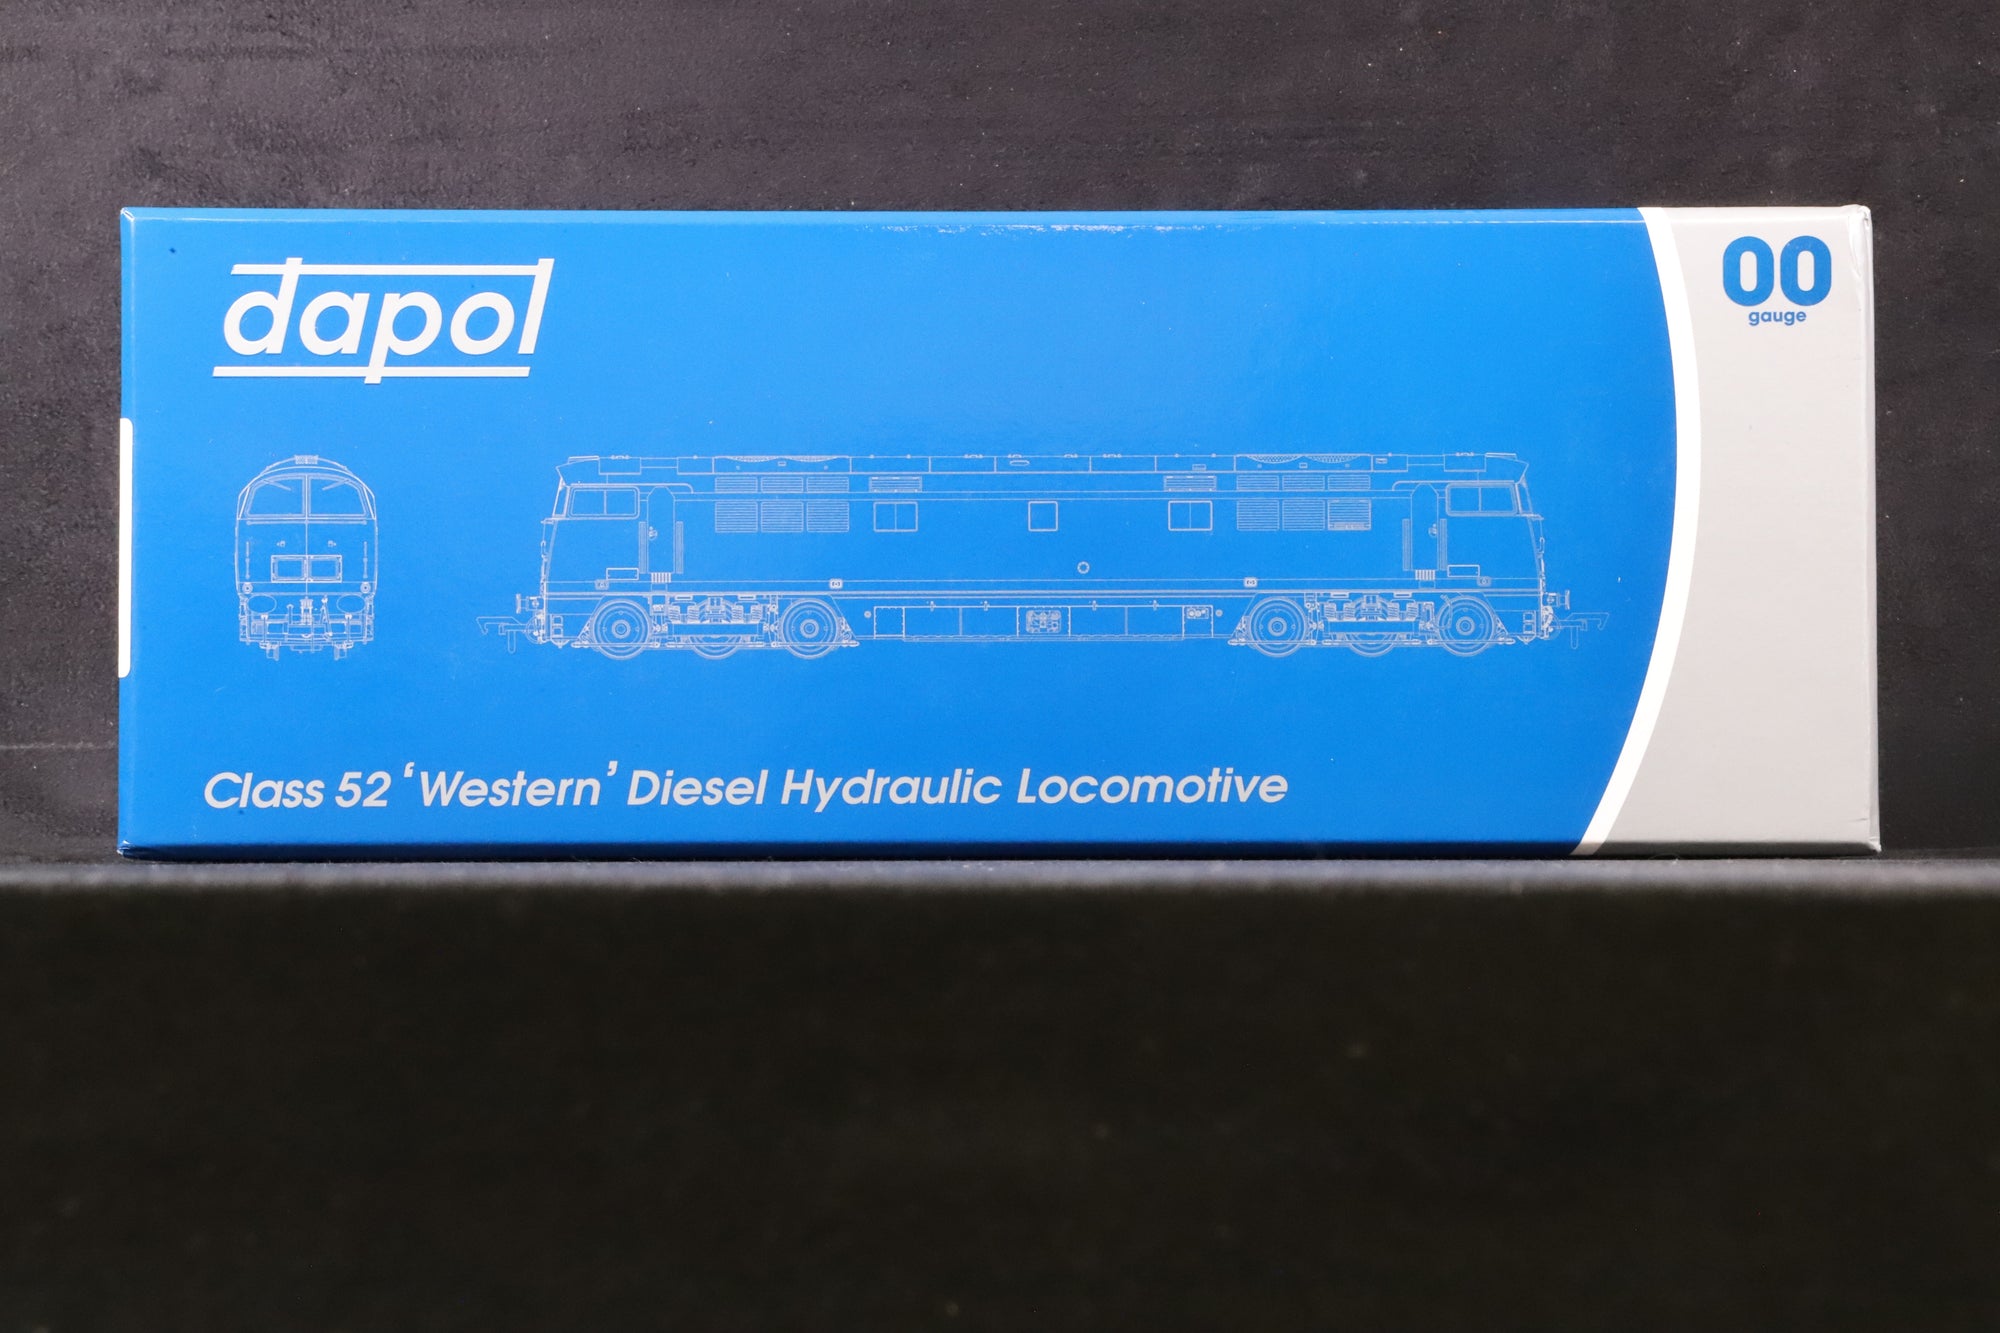 dapol
00
gauge
Class 52 ‘Western’ Diesel Hydraulic Locomotive